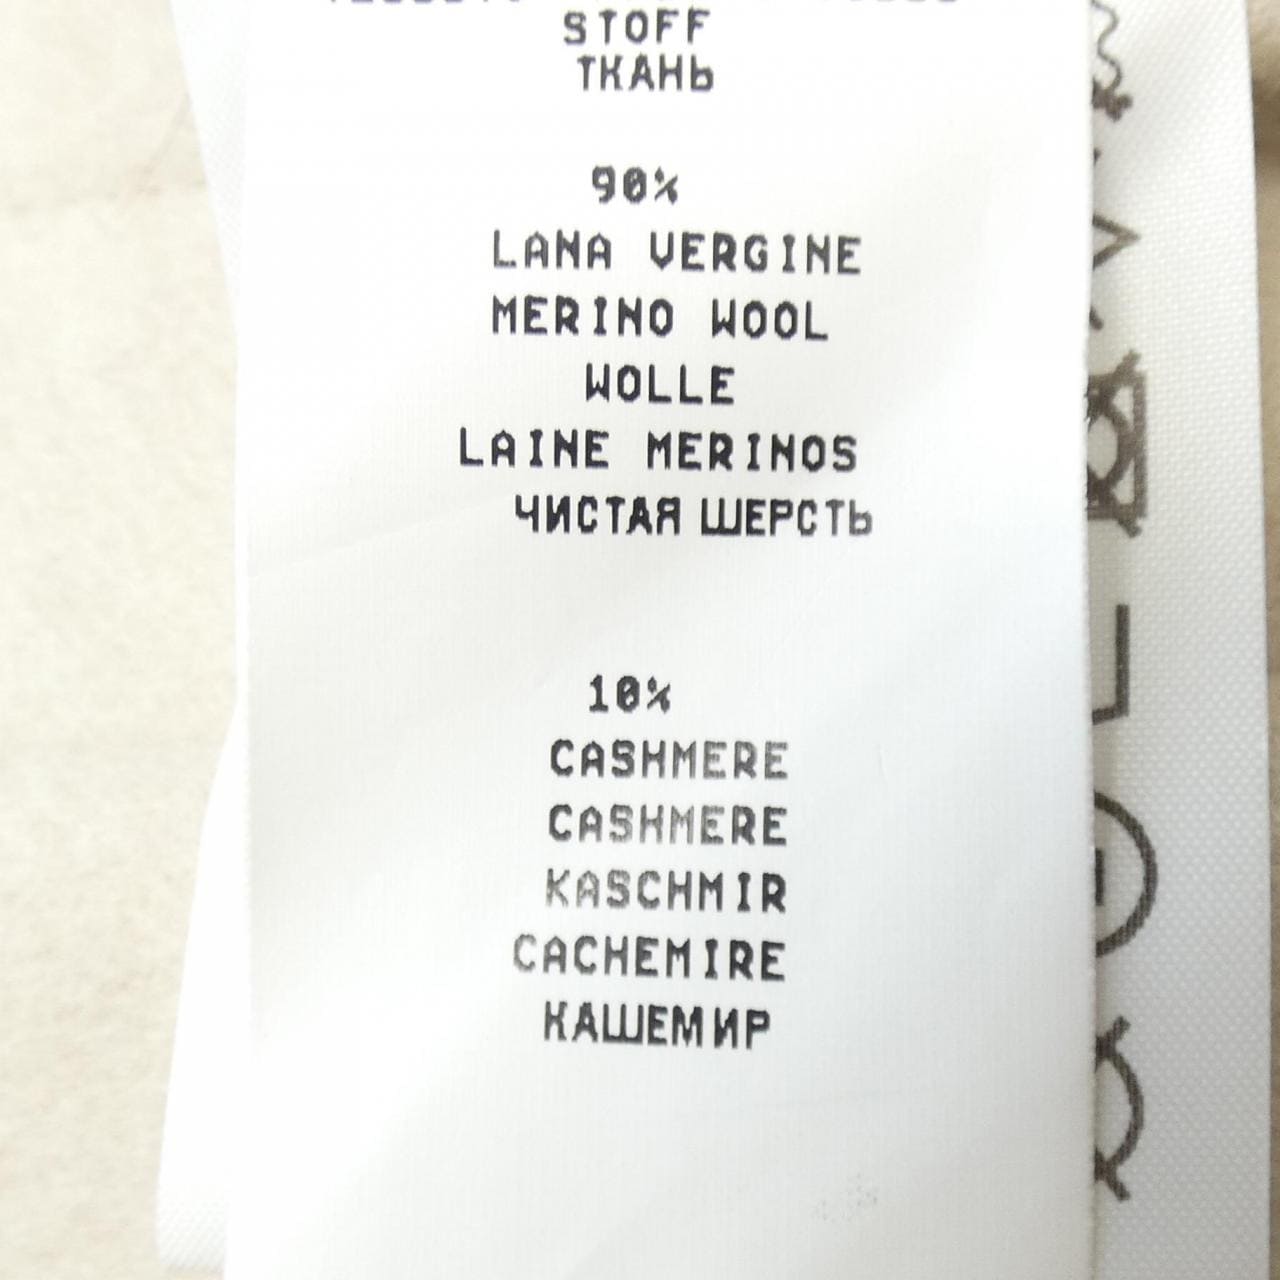 STOFF
ТКАНЬ
90%
LANA VERGINE
MERINO WOOL
WOLLE
LAINE MERINOS
ЧИСТАЯ ШЕРСТЬ
10%
CASHMERE
CASHMERE
KASCHMIR
CACHEMIRE
КАШЕМИР